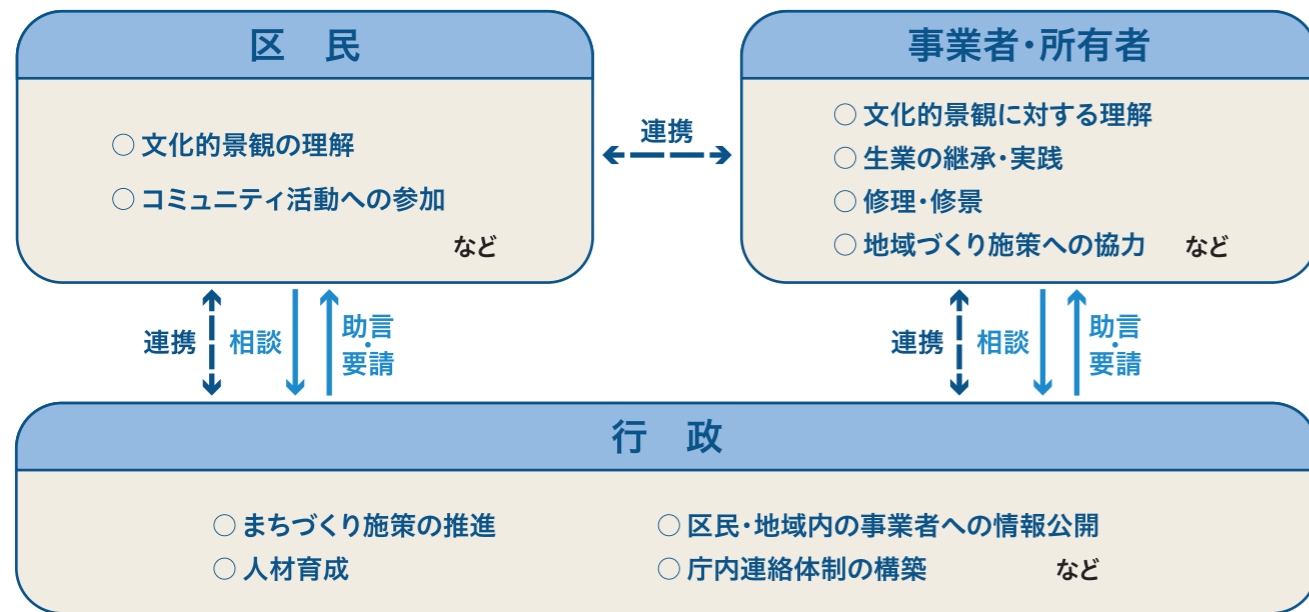 区　民
○ 文化的景観の理解
○ コミュニティ活動への参加
など
連携
事業者・所有者
○ 文化的景観に対する理解
○ 生業の継承・実践
○ 修理・修景
○ 地域づくり施策への協力　など
連携
相談
助言・要請
連携
相談
助言・要請
行　政
○ まちづくり施策の推進
○ 人材育成
○ 区民・地域内の事業者への情報公開
○ 庁内連絡体制の構築　など